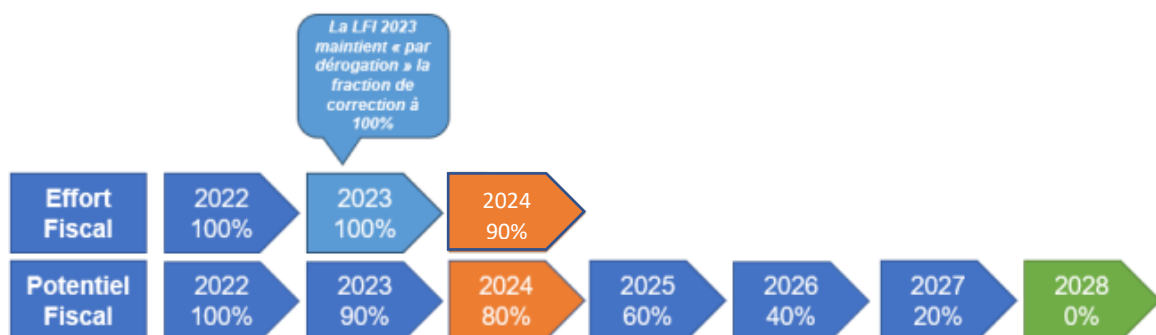 La LFI 2023
maintient « par
dérogation » la
fraction de
correction à
100%
Effort
Fiscal
2022
100%
2023
100%
2024
90%
Potentiel
Fiscal
2022
100%
2023
90%
2024
80%
2025
60%
2026
40%
2027
20%
2028
0%